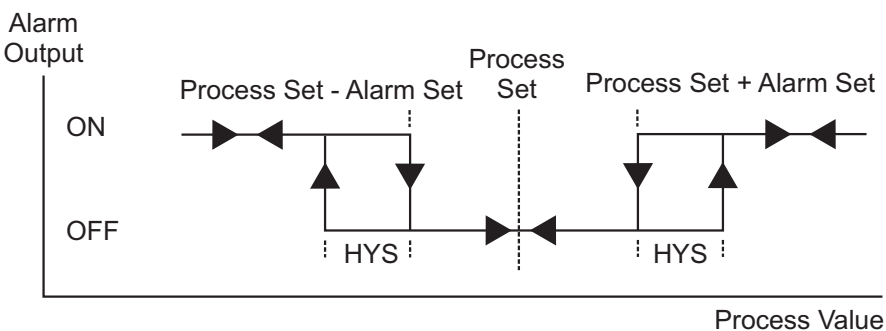 Alarm
Output
Process
Set
Process Set - Alarm Set
Process Set + Alarm Set
ON
OFF
HYS
HYS
Process Value